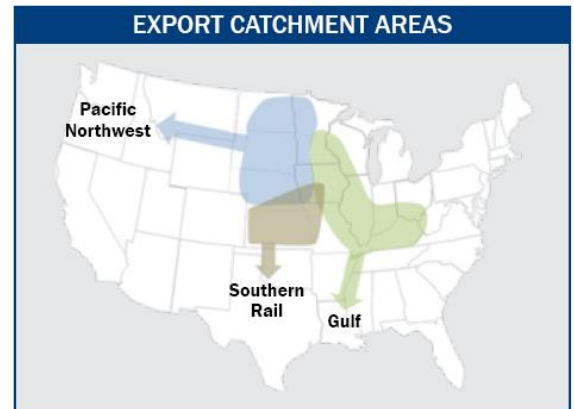 EXPORT CATCHMENT AREAS
Pacific
Northwest
Southern
Rail
Gulf